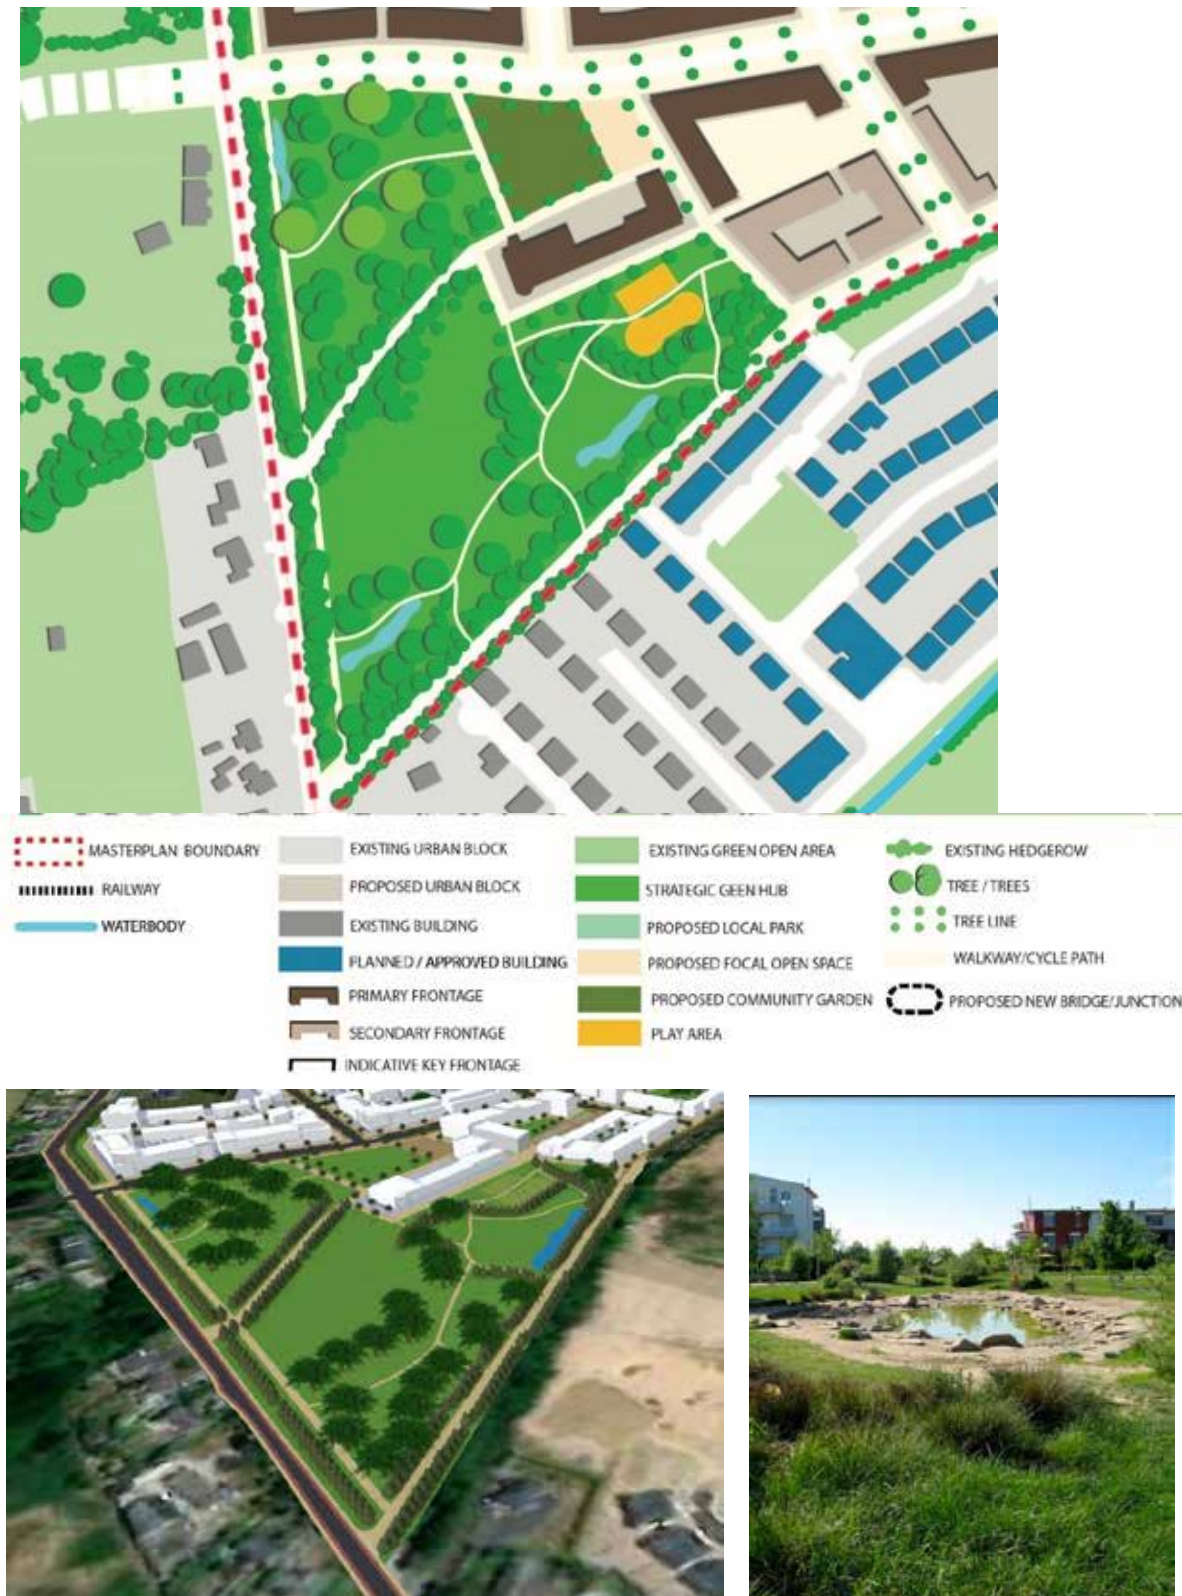 MASTERPLAN BOUNDARY
RAILWAY
WATERBODY
EXISTING URBAN BLOCK
PROPOSED URBAN BLOCK
EXISTING BUILDING
PLANNED / APPROVED BUILDING
PRIMARY FRONTAGE
SECONDARY FRONTAGE
INDICATIVE KEY FRONTAGE
EXISTING GREEN OPEN AREA
STRATEGIC GEEN HUB
PROPOSED LOCAL PARK
PROPOSED FOCAL OPEN SPACE
PROPOSED COMMUNITY GARDEN
PLAY AREA
EXISTING HEDGEROW
TREE / TREES
TREE LINE
WALKWAY/CYCLE PATH
PROPOSED NEW BRIDGE/JUNCTION